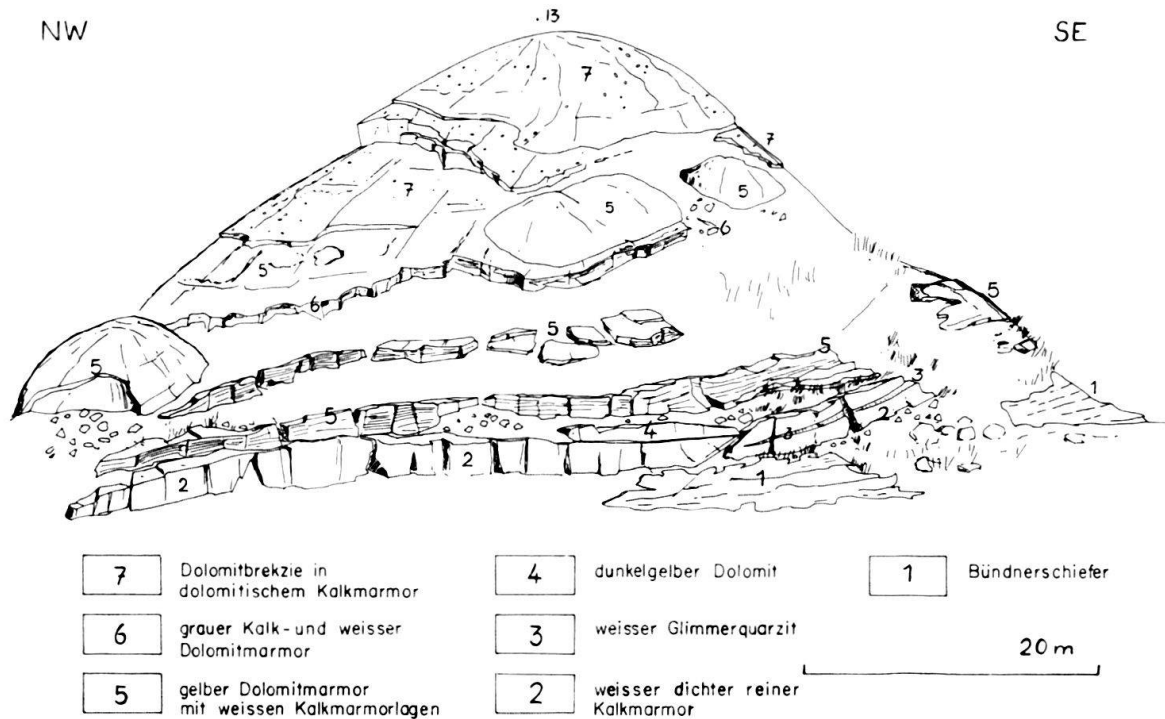 NW
. 13
SE
7
7
7
5
5
6
5
6
5
5
5
5
3
1
5
2
4
3
2
2
1
7 Dolomitbrekzie in
dolomitischem Kalkmarmor
6 grauer Kalk- und weisser
Dolomitmarmor
5 gelber Dolomitmarmor
mit weissen Kalkmarmorlagen
4 dunkelgelber Dolomit
3 weisser Glimmerquarzit
2 weisser dichter reiner
Kalkmarmor
1 Bündnerschiefer
20 m